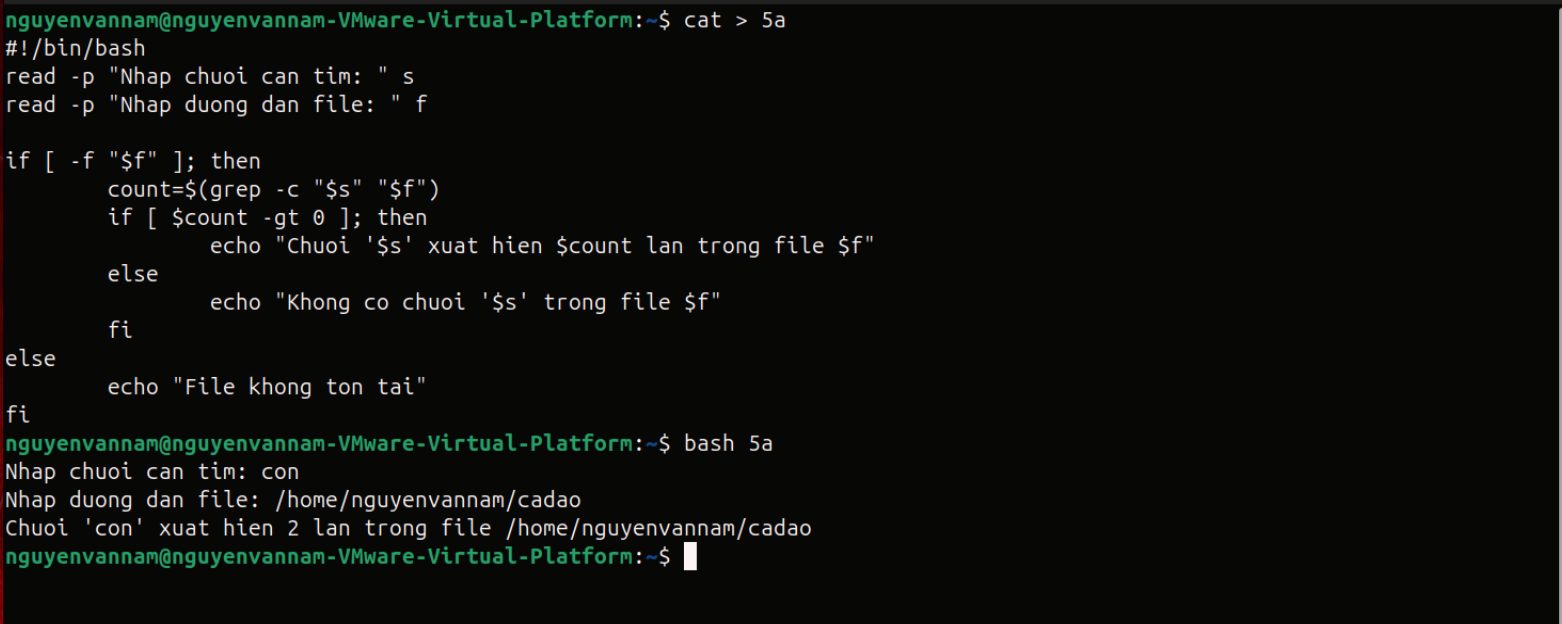 nguyenvannam@nguyenvannam-VMware-Virtual-Platform:~$ cat > 5a
#!/bin/bash
read -p "Nhap chuoi can tim: " s
read -p "Nhap duong dan file: " f

if [ -f "$f" ]; then
        count=$(grep -c "$s" "$f")
        if [ $count -gt 0 ]; then
                echo "Chuoi '$s' xuat hien $count lan trong file $f"
        else
                echo "Khong co chuoi '$s' trong file $f"
        fi
else
        echo "File khong ton tai"
fi
nguyenvannam@nguyenvannam-VMware-Virtual-Platform:~$ bash 5a
Nhap chuoi can tim: con
Nhap duong dan file: /home/nguyenvannam/cadao
Chuoi 'con' xuat hien 2 lan trong file /home/nguyenvannam/cadao
nguyenvannam@nguyenvannam-VMware-Virtual-Platform:~$